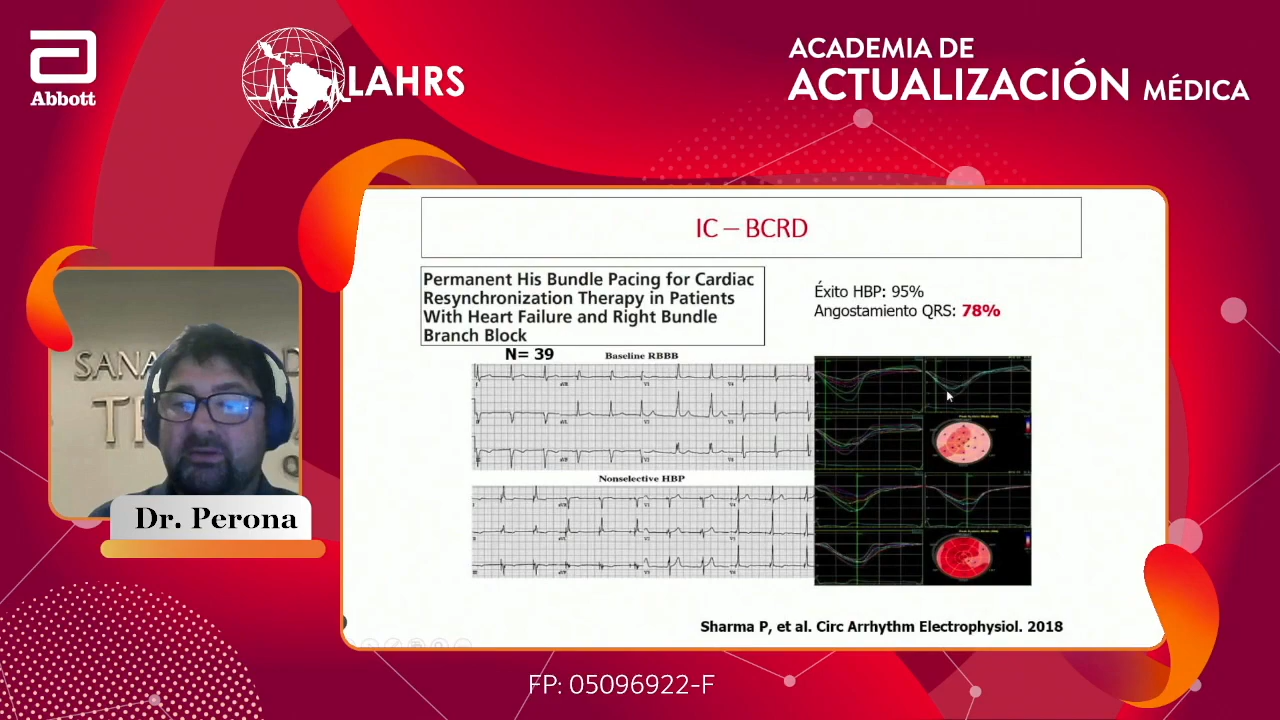 Abbott
LAHRS
ACADEMIA DE
ACTUALIZACIÓN MÉDICA
IC – BCRD
Permanent His Bundle Pacing for Cardiac
Resynchronization Therapy in Patients
With Heart Failure and Right Bundle
Branch Block
Éxito HBP: 95%
Angostamiento QRS: 78%
N= 39
Baseline RBBB
Nonselective HBP
SANA
Dr. Perona
Sharma P, et al. Circ Arrhythm Electrophysiol. 2018
FP: 05096922-F